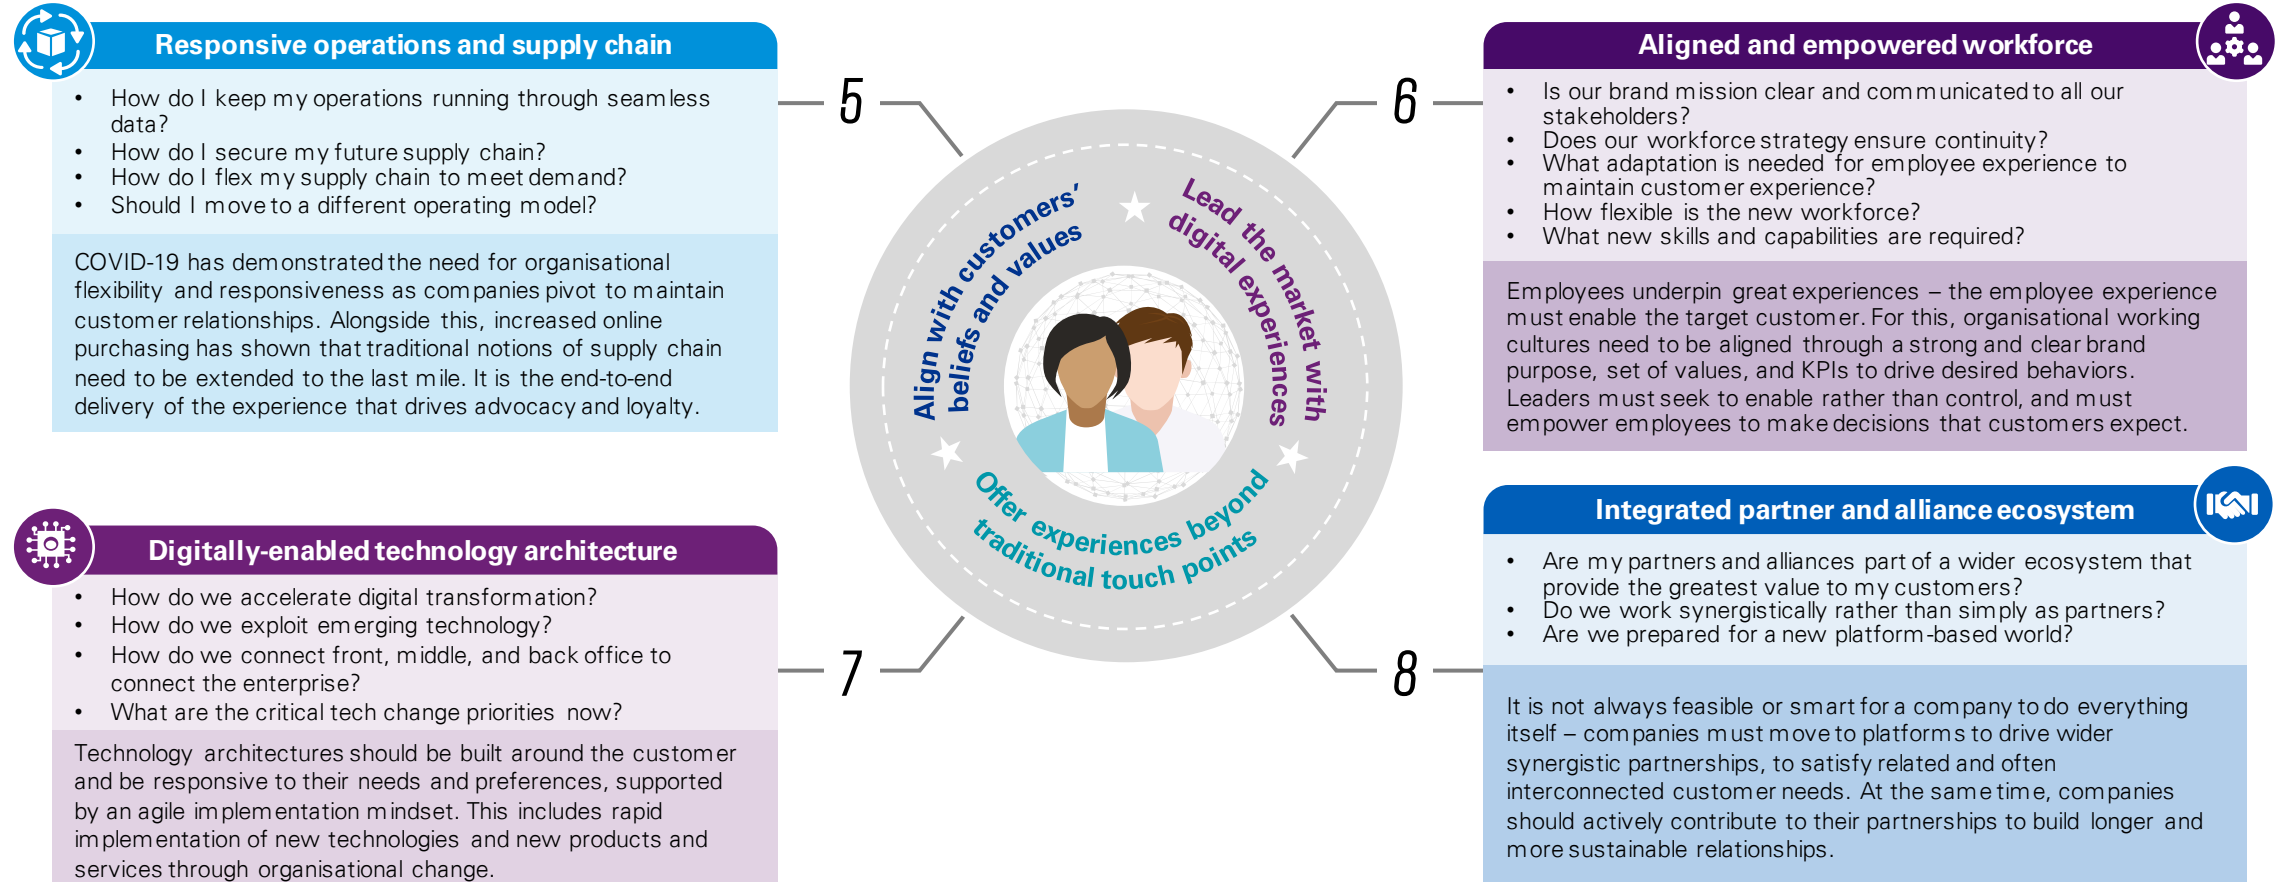 Responsive operations and supply chain
• How do I keep my operations running through seamless
data?
• How do I secure my future supply chain?
• How do I flex my supply chain to meet demand?
• Should I move to a different operating model?
COVID-19 has demonstrated the need for organisational
flexibility and responsiveness as companies pivot to maintain
customer relationships. Alongside this, increased online
purchasing has shown that traditional notions of supply chain
need to be extended to the last mile. It is the end-to-end
delivery of the experience that drives advocacy and loyalty.
5
Aligned and empowered workforce
• Is our brand mission clear and communicated to all our
stakeholders?
• Does our workforce strategy ensure continuity?
• What adaptation is needed for employee experience to
maintain customer experience?
• How flexible is the new workforce?
• What new skills and capabilities are required?
Employees underpin great experiences – the employee experience
must enable the target customer. For this, organisational working
cultures need to be aligned through a strong and clear brand
purpose, set of values, and KPIs to drive desired behaviors.
Leaders must seek to enable rather than control, and must
empower employees to make decisions that customers expect.
6
Align with customers’
beliefs and values
Lead the market with
digital experiences
Offer experiences beyond
traditional touch points
Digitally-enabled technology architecture
• How do we accelerate digital transformation?
• How do we exploit emerging technology?
• How do we connect front, middle, and back office to
connect the enterprise?
• What are the critical tech change priorities now?
Technology architectures should be built around the customer
and be responsive to their needs and preferences, supported
by an agile implementation mindset. This includes rapid
implementation of new technologies and new products and
services through organisational change.
7
Integrated partner and alliance ecosystem
• Are my partners and alliances part of a wider ecosystem that
provide the greatest value to my customers?
• Do we work synergistically rather than simply as partners?
• Are we prepared for a new platform-based world?
It is not always feasible or smart for a company to do everything
itself – companies must move to platforms to drive wider
synergistic partnerships, to satisfy related and often
interconnected customer needs. At the same time, companies
should actively contribute to their partnerships to build longer and
more sustainable relationships.
8